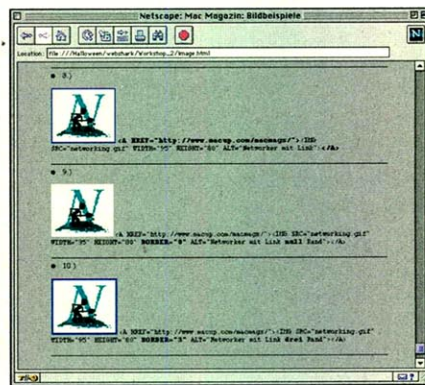 Netscape: Mac Magazin: Bildbeispiele
N
Location: file:///Halloween/webshark/Workshop_2/image.html
8.)
N
<A HREF="http://www.macup.com/macmags/"><IMG
SRC="networking.gif" WIDTH="95" HEIGHT="80" ALT="Networker mit Link"></A>
9.)
N
<A HREF="http://www.macup.com/macmags/"><IMG SRC="networking.gif"
WIDTH="95" HEIGHT="80" BORDER="0" ALT="Networker mit Link null Rand"></A>
10.)
N
<A HREF="http://www.macup.com/macmags/"><IMG SRC="networking.gif"
WIDTH="95" HEIGHT="80" BORDER="3" ALT="Networker mit Link drei Rand"></A>